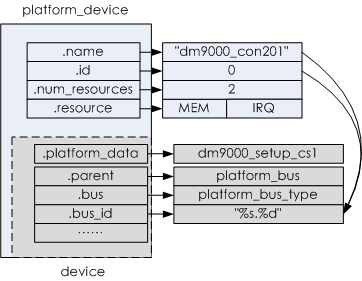 platform_device
.name "dm9000_con201"
.id 0
.num_resources 2
.resource MEM IRQ
.platform_data dm9000_setup_cs1
.parent platform_bus
.bus platform_bus_type
.bus_id "%s.%d"
......
device